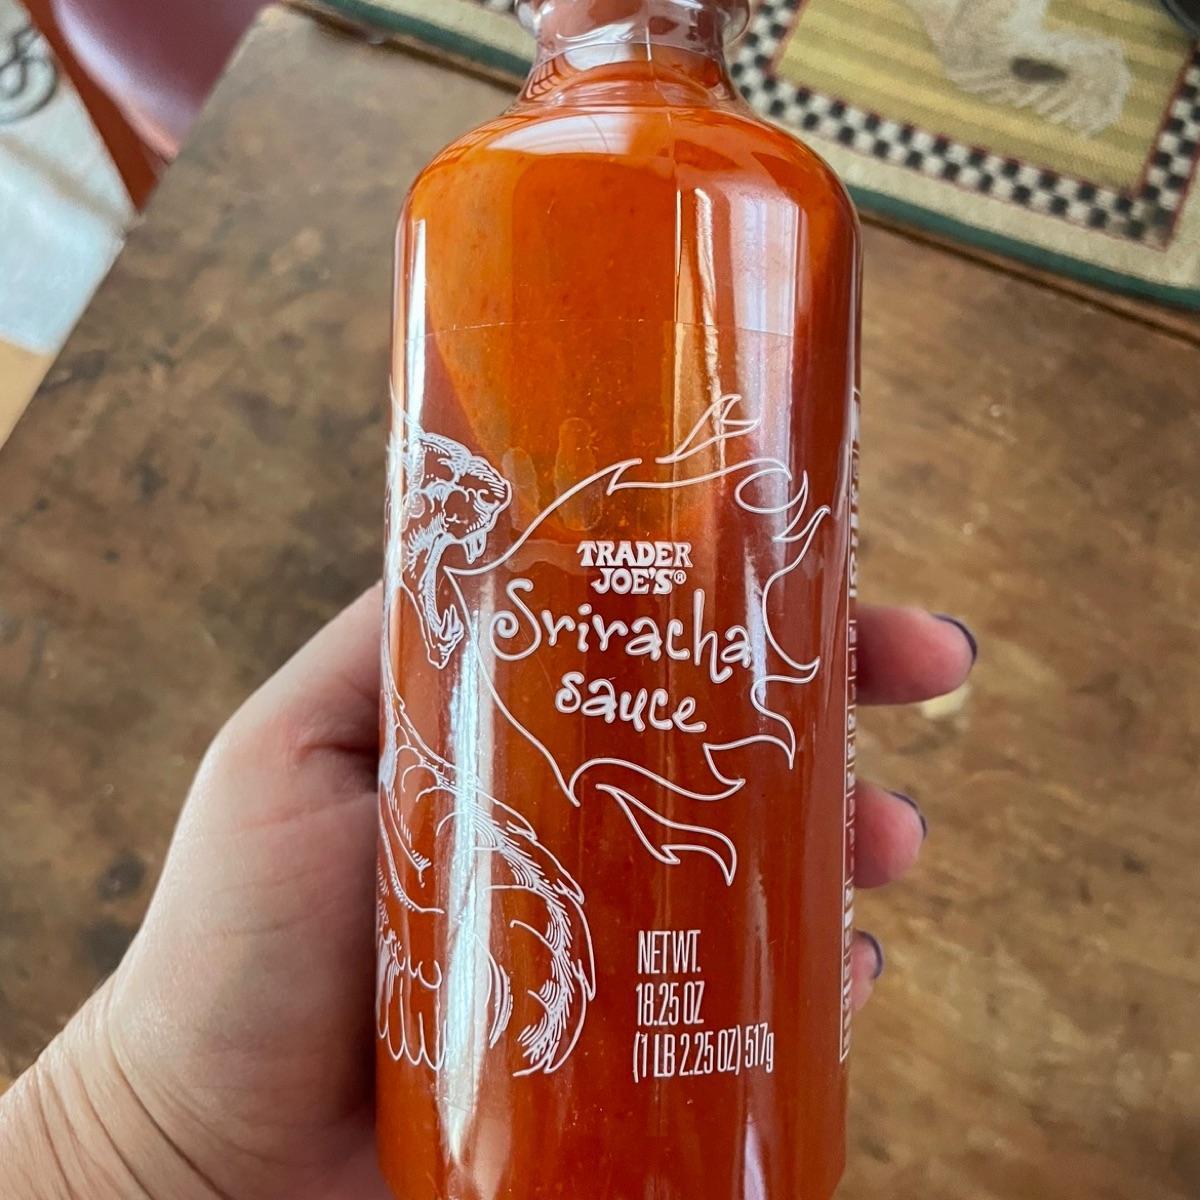 TRADER
JOE'S®
Sriracha
sauce
NET WT.
18.25 OZ
(1 LB 2.25 OZ) 517g